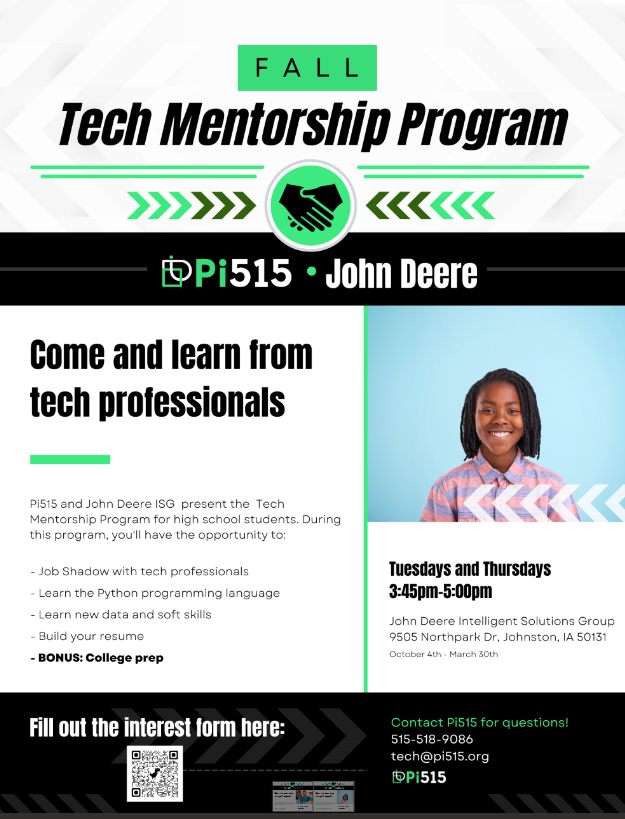 FALL
Tech Mentorship Program
Pi515 • John Deere
Come and learn from
tech professionals
Pi515 and John Deere ISG present the Tech
Mentorship Program for high school students. During
this program, you'll have the opportunity to:
- Job Shadow with tech professionals
- Learn the Python programming language
- Learn new data and soft skills
- Build your resume
- BONUS: College prep
Tuesdays and Thursdays
3:45pm-5:00pm
John Deere Intelligent Solutions Group
9505 Northpark Dr, Johnston, IA 50131
October 4th - March 30th
Fill out the interest form here:
Contact Pi515 for questions!
515-518-9086
tech@pi515.org
Pi515